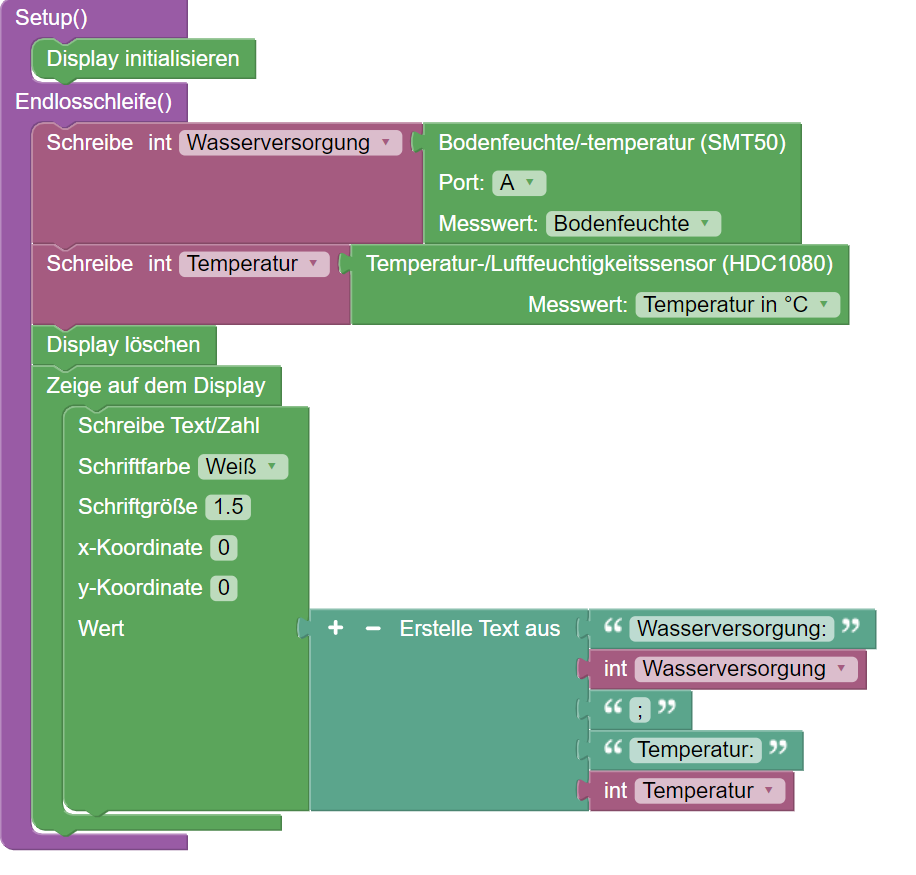 Setup()
Display initialisieren
Endlosschleife()
Schreibe int Wasserversorgung Bodenfeuchte/-temperatur (SMT50)
Port: A
Messwert: Bodenfeuchte
Schreibe int Temperatur Temperatur-/Luftfeuchtigkeitssensor (HDC1080)
Messwert: Temperatur in °C
Display löschen
Zeige auf dem Display
Schreibe Text/Zahl
Schriftfarbe Weiß
Schriftgröße 1.5
x-Koordinate 0
y-Koordinate 0
Wert + − Erstelle Text aus “ Wasserversorgung: ”
int Wasserversorgung
“ ; ”
“ Temperatur: ”
int Temperatur